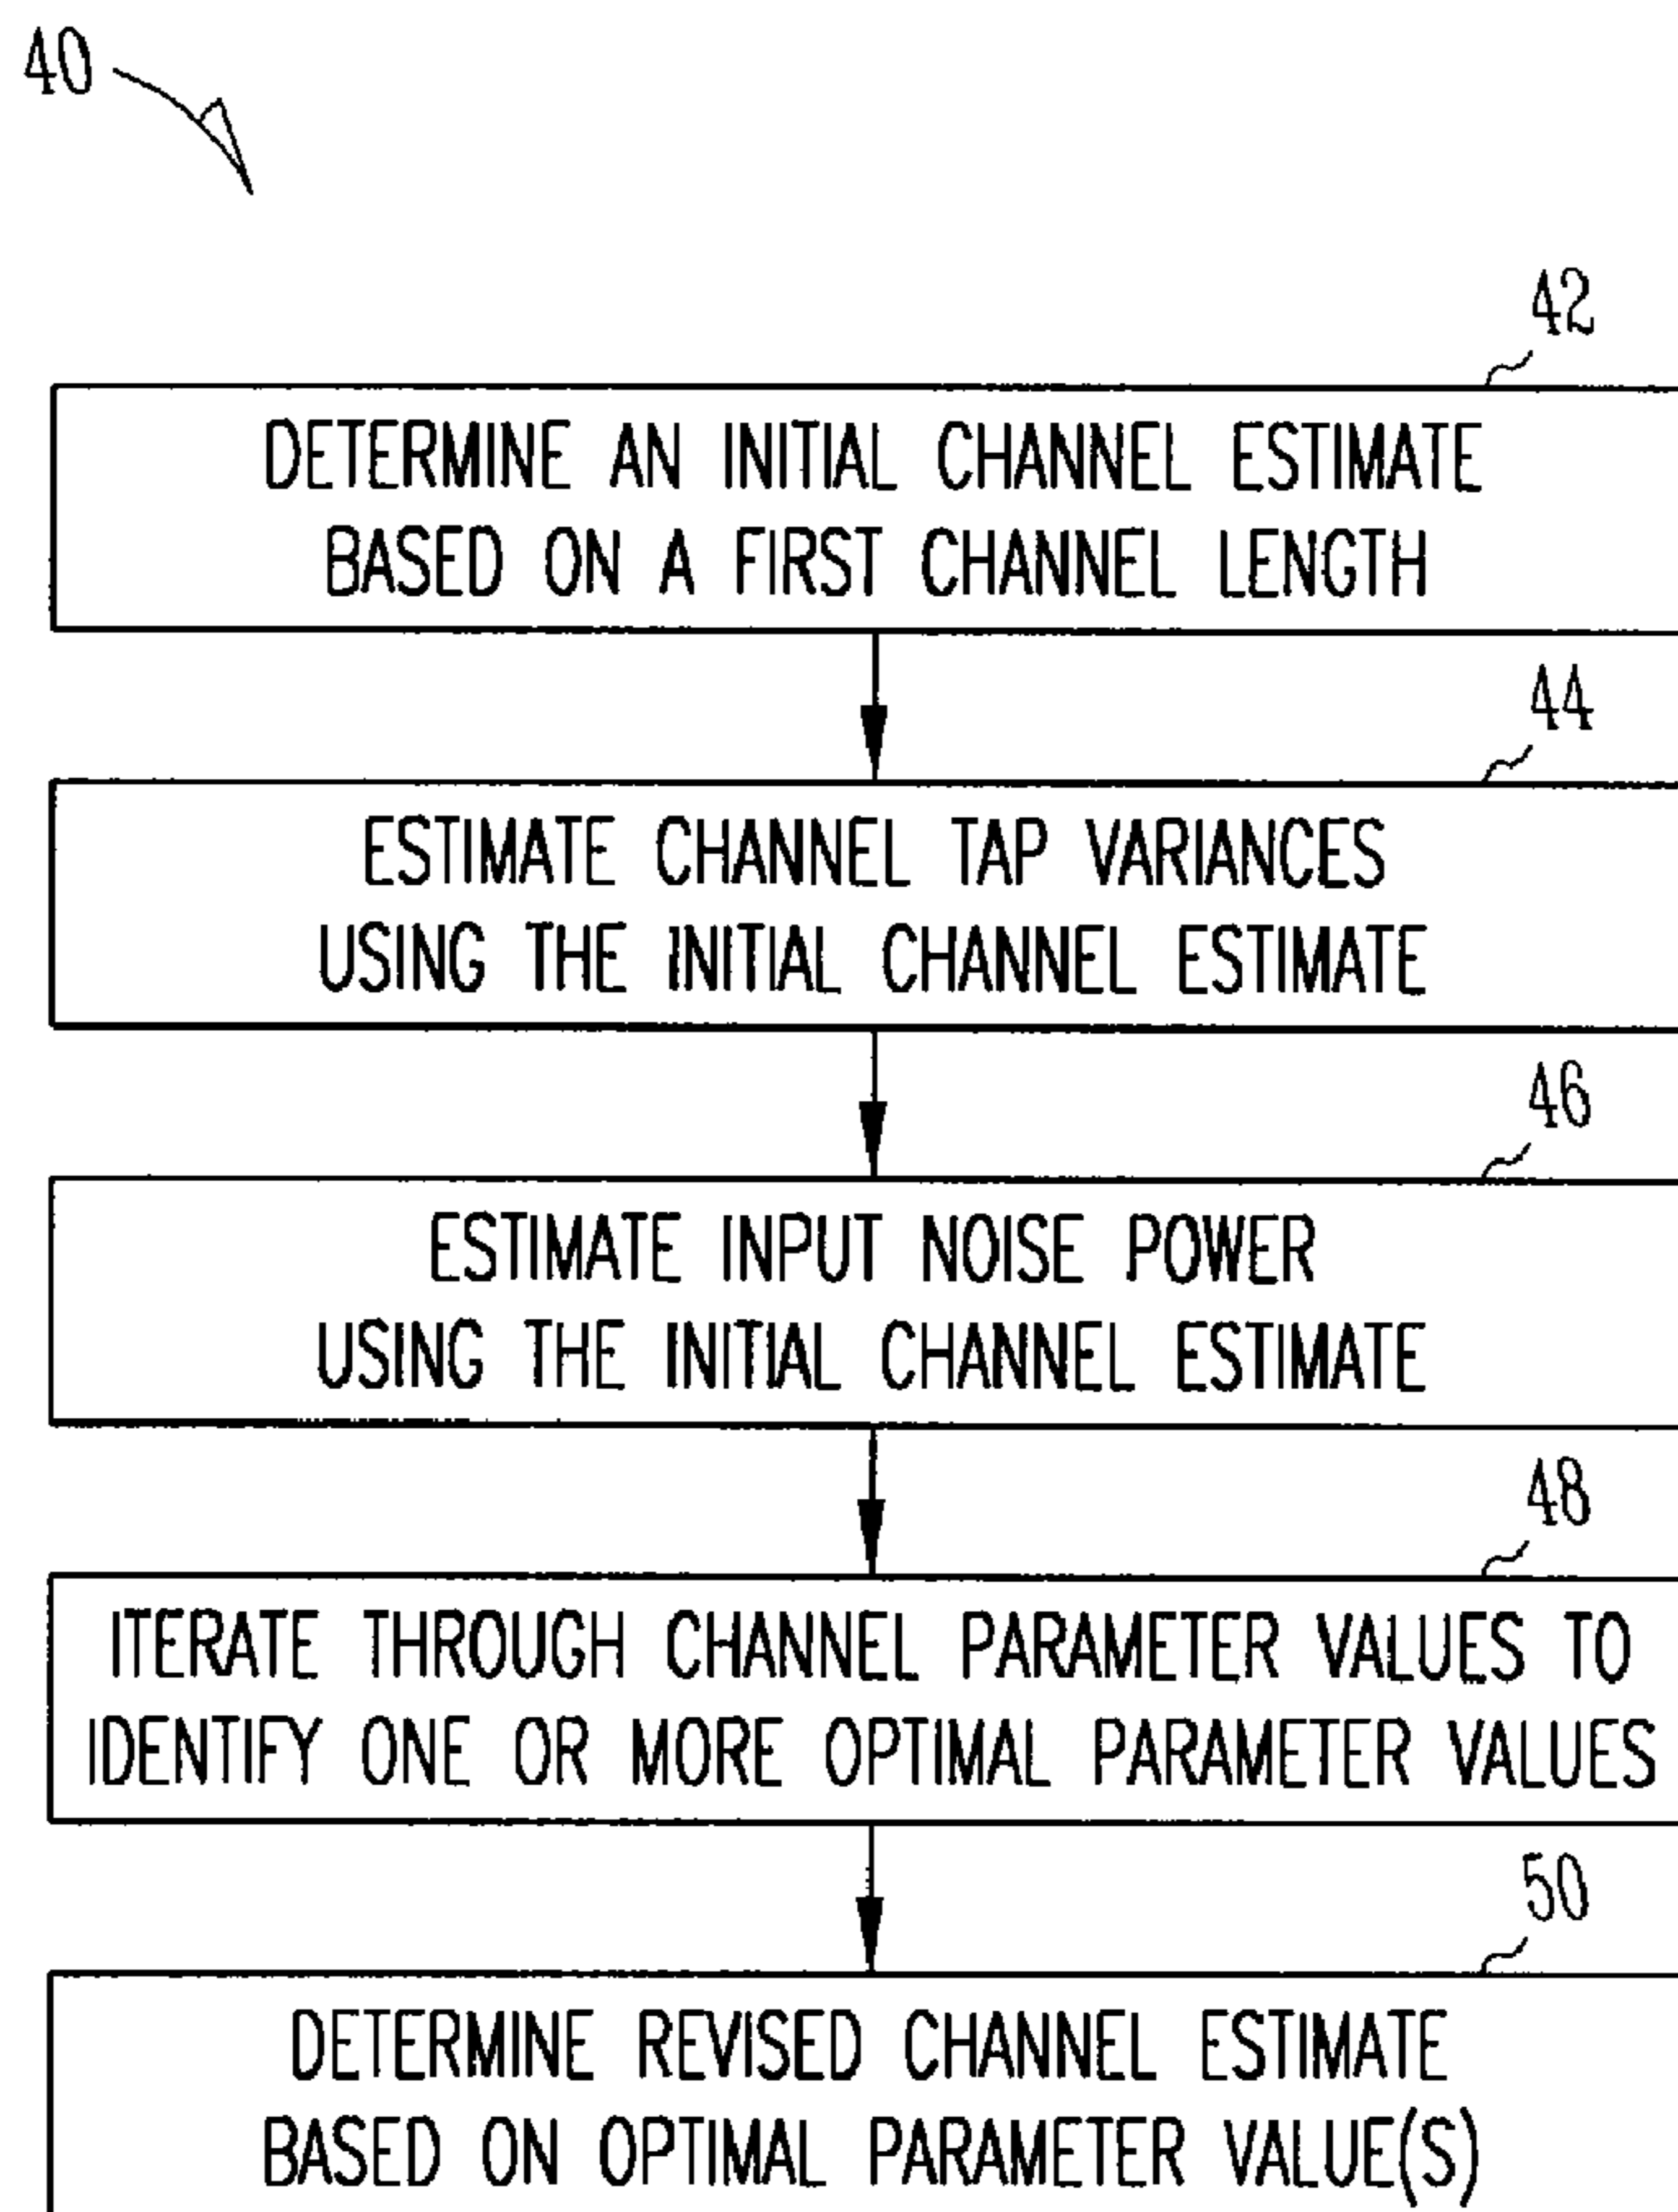 40
42
DETERMINE AN INITIAL CHANNEL ESTIMATE
BASED ON A FIRST CHANNEL LENGTH
44
ESTIMATE CHANNEL TAP VARIANCES
USING THE INITIAL CHANNEL ESTIMATE
46
ESTIMATE INPUT NOISE POWER
USING THE INITIAL CHANNEL ESTIMATE
48
ITERATE THROUGH CHANNEL PARAMETER VALUES TO
IDENTIFY ONE OR MORE OPTIMAL PARAMETER VALUES
50
DETERMINE REVISED CHANNEL ESTIMATE
BASED ON OPTIMAL PARAMETER VALUE(S)